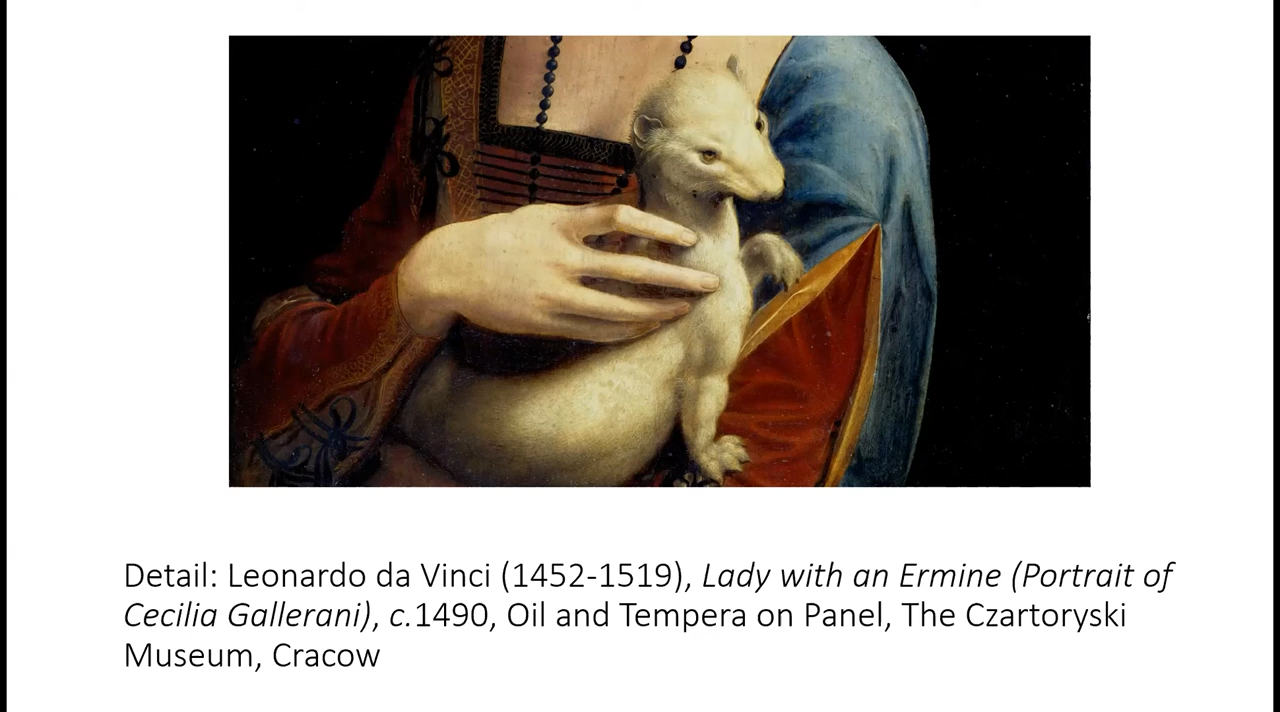 Detail: Leonardo da Vinci (1452-1519), Lady with an Ermine (Portrait of
Cecilia Gallerani), c.1490, Oil and Tempera on Panel, The Czartoryski
Museum, Cracow